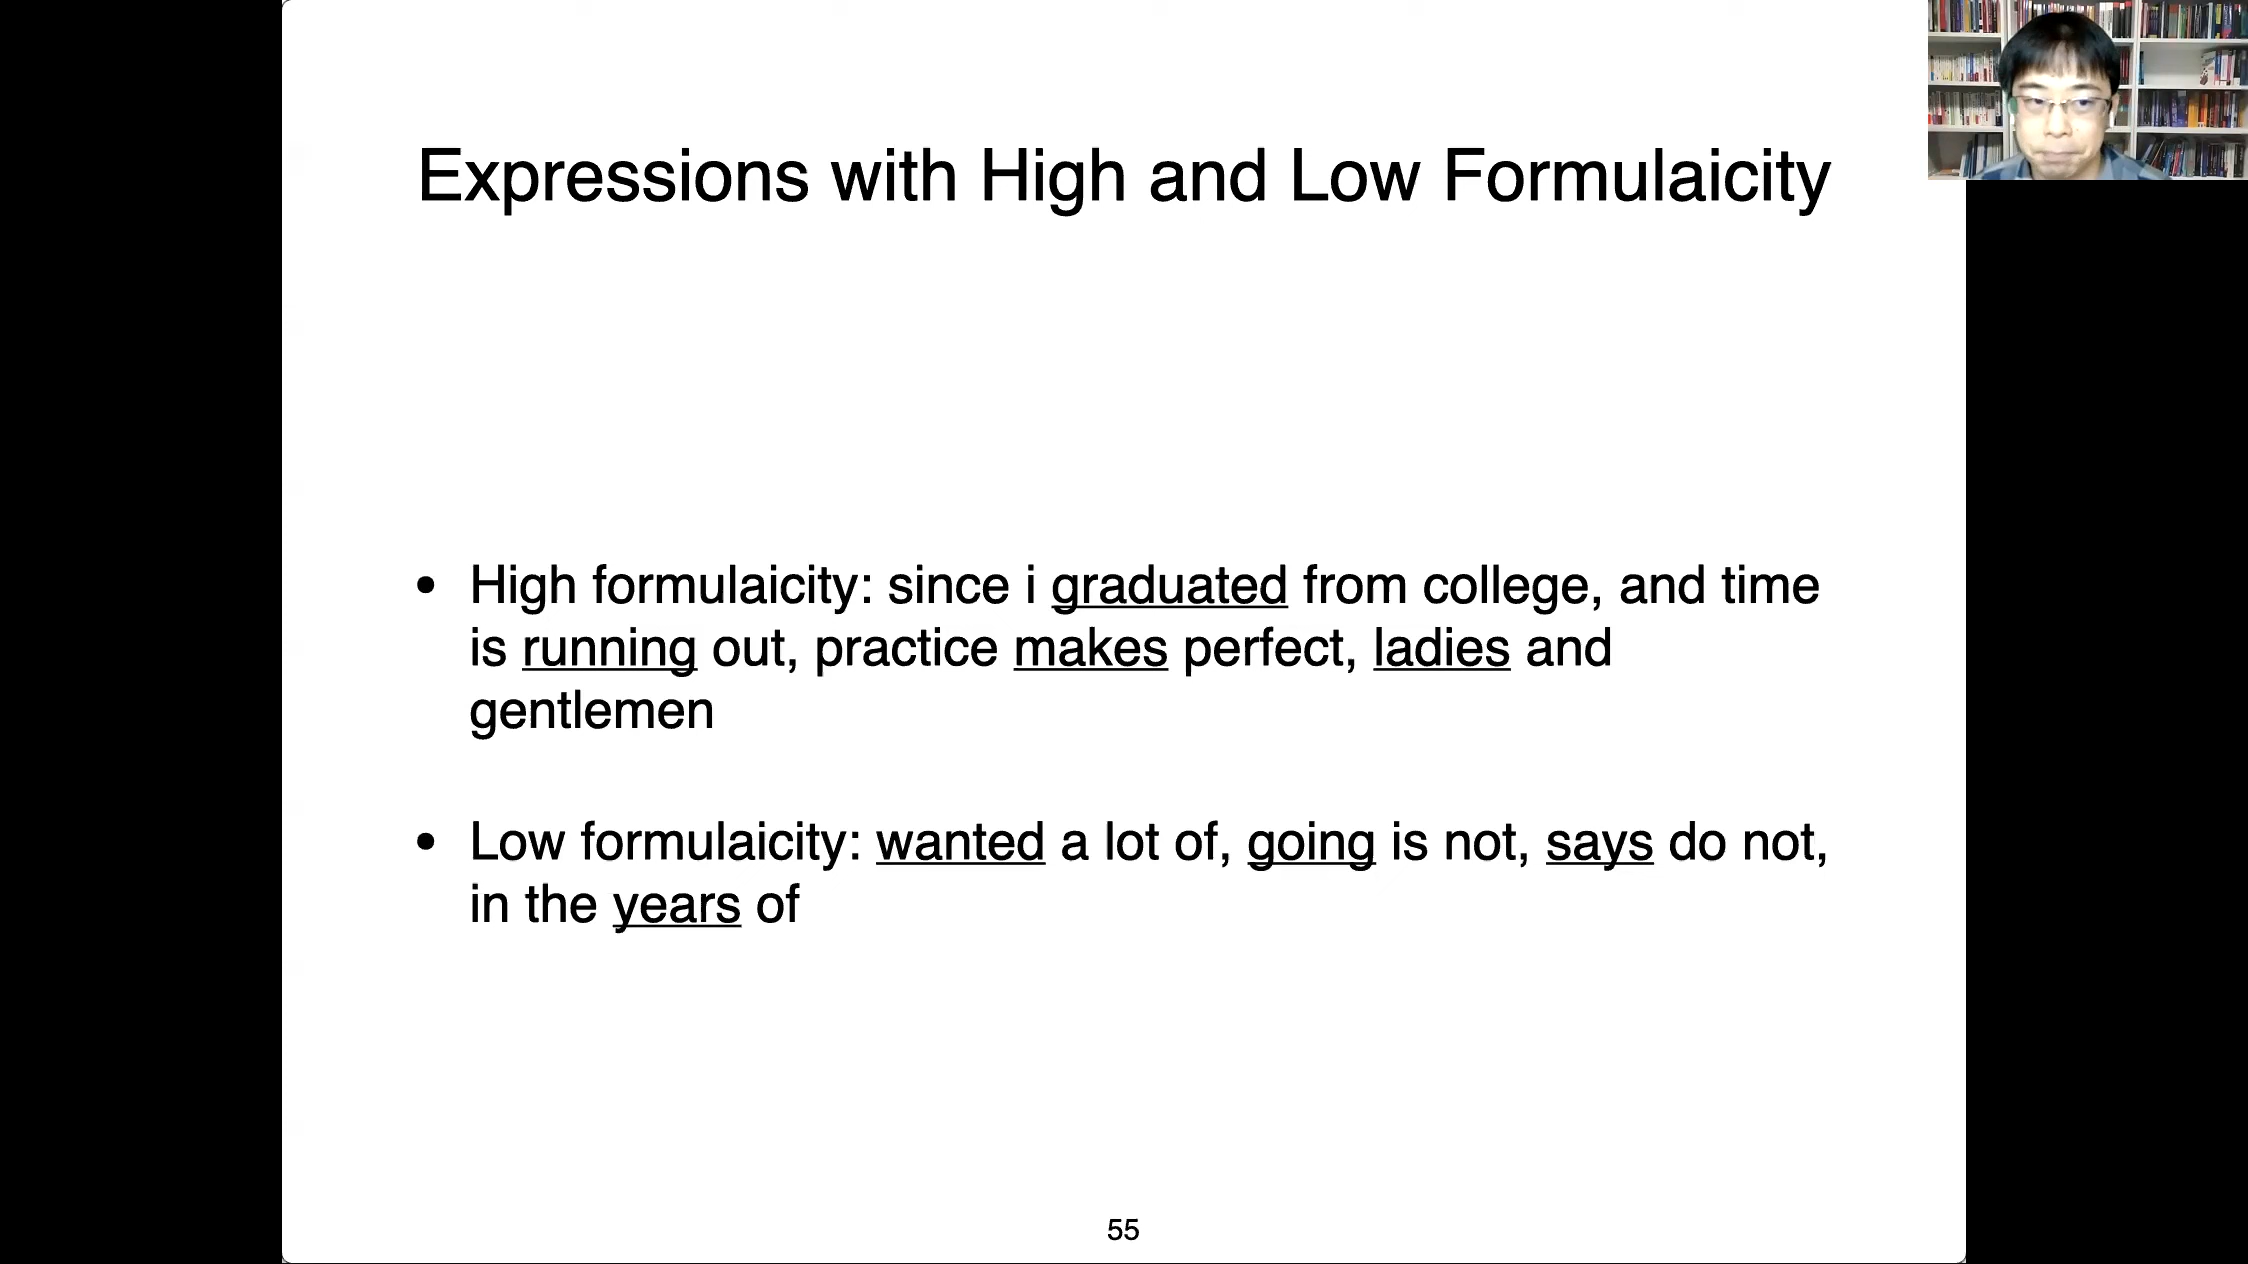 Expressions with High and Low Formulaicity
• High formulaicity: since i graduated from college, and time
is running out, practice makes perfect, ladies and
gentlemen
• Low formulaicity: wanted a lot of, going is not, says do not,
in the years of
55